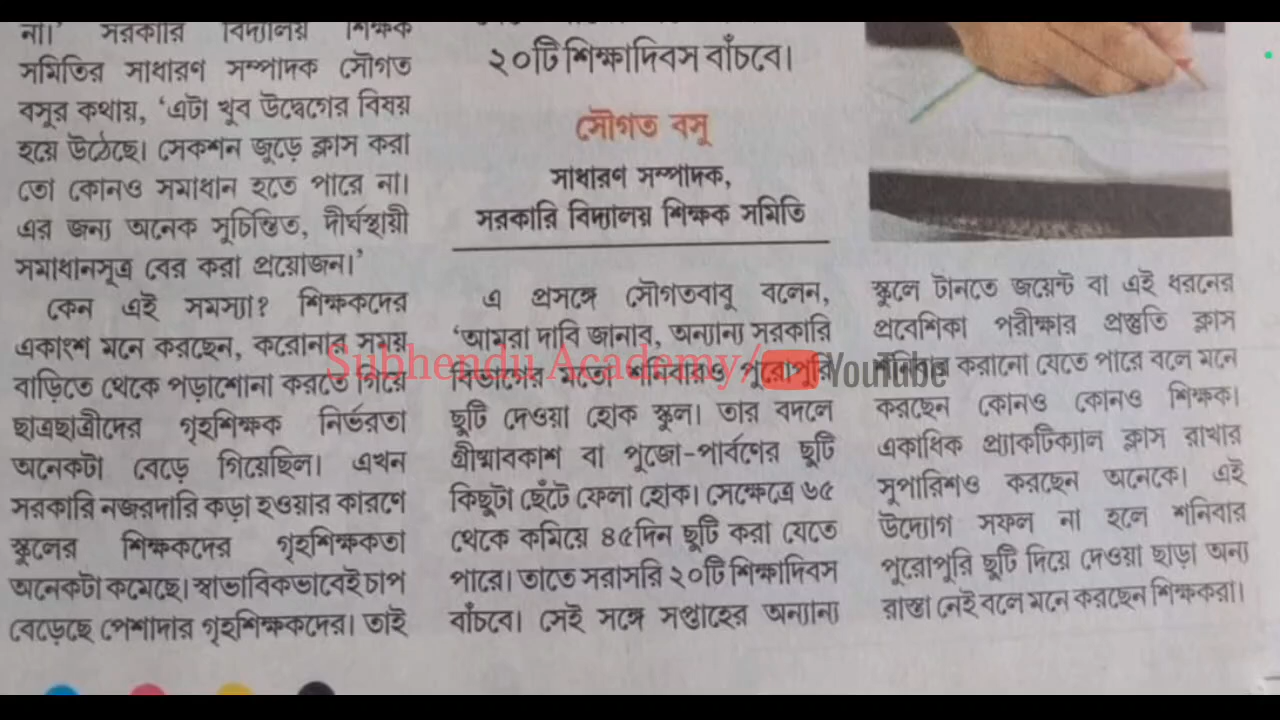 না।' সরকারি বিদ্যালয় শিক্ষক
সমিতির সাধারণ সম্পাদক সৌগত
বসুর কথায়, 'এটা খুব উদ্বেগের বিষয়
হয়ে উঠেছে। সেকশন জুড়ে ক্লাস করা
তো কোনও সমাধান হতে পারে না।
এর জন্য অনেক সুচিন্তিত, দীর্ঘস্থায়ী
সমাধানসূত্র বের করা প্রয়োজন।'
কেন এই সমস্যা? শিক্ষকদের
একাংশ মনে করছেন, করোনার সময়
বাড়িতে থেকে পড়াশোনা করতে গিয়ে
ছাত্রছাত্রীদের গৃহশিক্ষক নির্ভরতা
অনেকটা বেড়ে গিয়েছিল। এখন
সরকারি নজরদারি কড়া হওয়ার কারণে
স্কুলের শিক্ষকদের গৃহশিক্ষকতা
অনেকটা কমেছে। স্বাভাবিকভাবেই চাপ
বেড়েছে পেশাদার গৃহশিক্ষকদের। তাই
২০টি শিক্ষাদিবস বাঁচবে।
সৌগত বসু
সাধারণ সম্পাদক,
সরকারি বিদ্যালয় শিক্ষক সমিতি
এ প্রসঙ্গে সৌগতবাবু বলেন,
'আমরা দাবি জানাব, অন্যান্য সরকারি
বিভাগের মতো শনিবারও পুরোপুরি
ছুটি দেওয়া হোক স্কুল। তার বদলে
গ্রীষ্মাবকাশ বা পুজো-পার্বণের ছুটি
কিছুটা ছেঁটে ফেলা হোক। সেক্ষেত্রে ৬৫
থেকে কমিয়ে ৪৫দিন ছুটি করা যেতে
পারে। তাতে সরাসরি ২০টি শিক্ষাদিবস
বাঁচবে। সেই সঙ্গে সপ্তাহের অন্যান্য
স্কুলে টানতে জয়েন্ট বা এই ধরনের
প্রবেশিকা পরীক্ষার প্রস্তুতি ক্লাস
শনিবার করানো যেতে পারে বলে মনে
করছেন কোনও কোনও শিক্ষক।
একাধিক প্র্যাকটিক্যাল ক্লাস রাখার
সুপারিশও করছেন অনেকে। এই
উদ্যোগ সফল না হলে শনিবার
পুরোপুরি ছুটি দিয়ে দেওয়া ছাড়া অন্য
রাস্তা নেই বলে মনে করছেন শিক্ষকরা।
Subhendu Academy/ YouTube